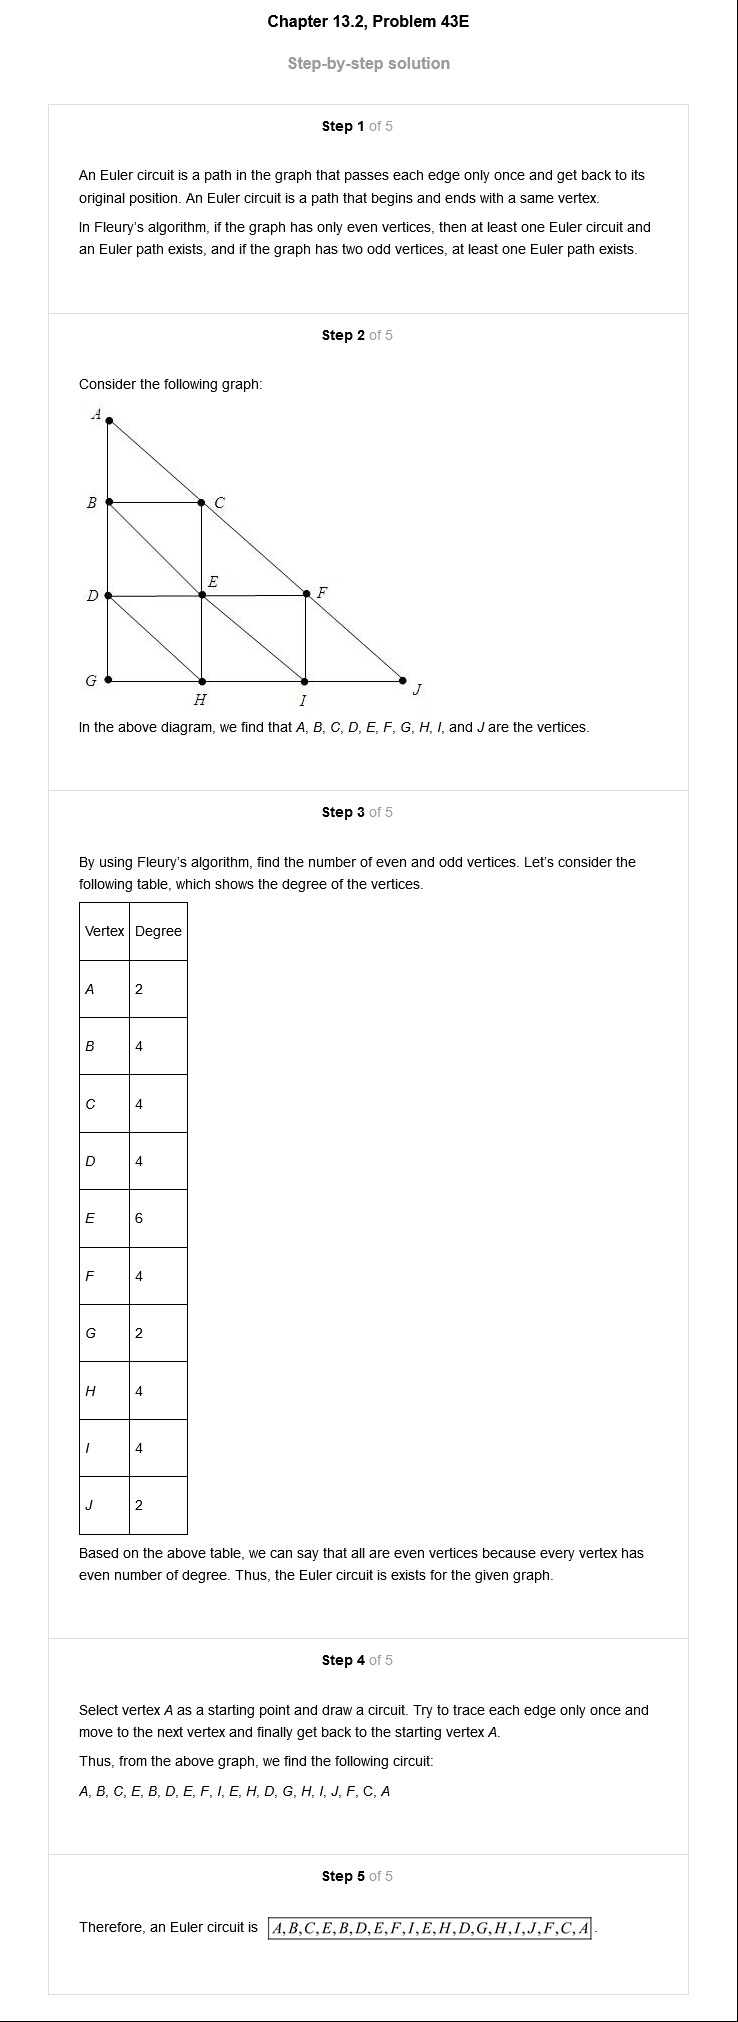 Chapter 13.2, Problem 43E
Step-by-step solution
Step 1 of 5
An Euler circuit is a path in the graph that passes each edge only once and get back to its
original position. An Euler circuit is a path that begins and ends with a same vertex.
In Fleury's algorithm, if the graph has only even vertices, then at least one Euler circuit and
an Euler path exists, and if the graph has two odd vertices, at least one Euler path exists.
Step 2 of 5
Consider the following graph:
A
B
C
E
D
F
G
H
I
J
In the above diagram, we find that A, B, C, D, E, F, G, H, I, and J are the vertices.
Step 3 of 5
By using Fleury's algorithm, find the number of even and odd vertices. Let's consider the
following table, which shows the degree of the vertices.
Vertex Degree
A 2
B 4
C 4
D 4
E 6
F 4
G 2
H 4
I 4
J 2
Based on the above table, we can say that all are even vertices because every vertex has
even number of degree. Thus, the Euler circuit is exists for the given graph.
Step 4 of 5
Select vertex A as a starting point and draw a circuit. Try to trace each edge only once and
move to the next vertex and finally get back to the starting vertex A.
Thus, from the above graph, we find the following circuit:
A, B, C, E, B, D, E, F, I, E, H, D, G, H, I, J, F, C, A
Step 5 of 5
Therefore, an Euler circuit is A,B,C,E,B,D,E,F,I,E,H,D,G,H,I,J,F,C,A.